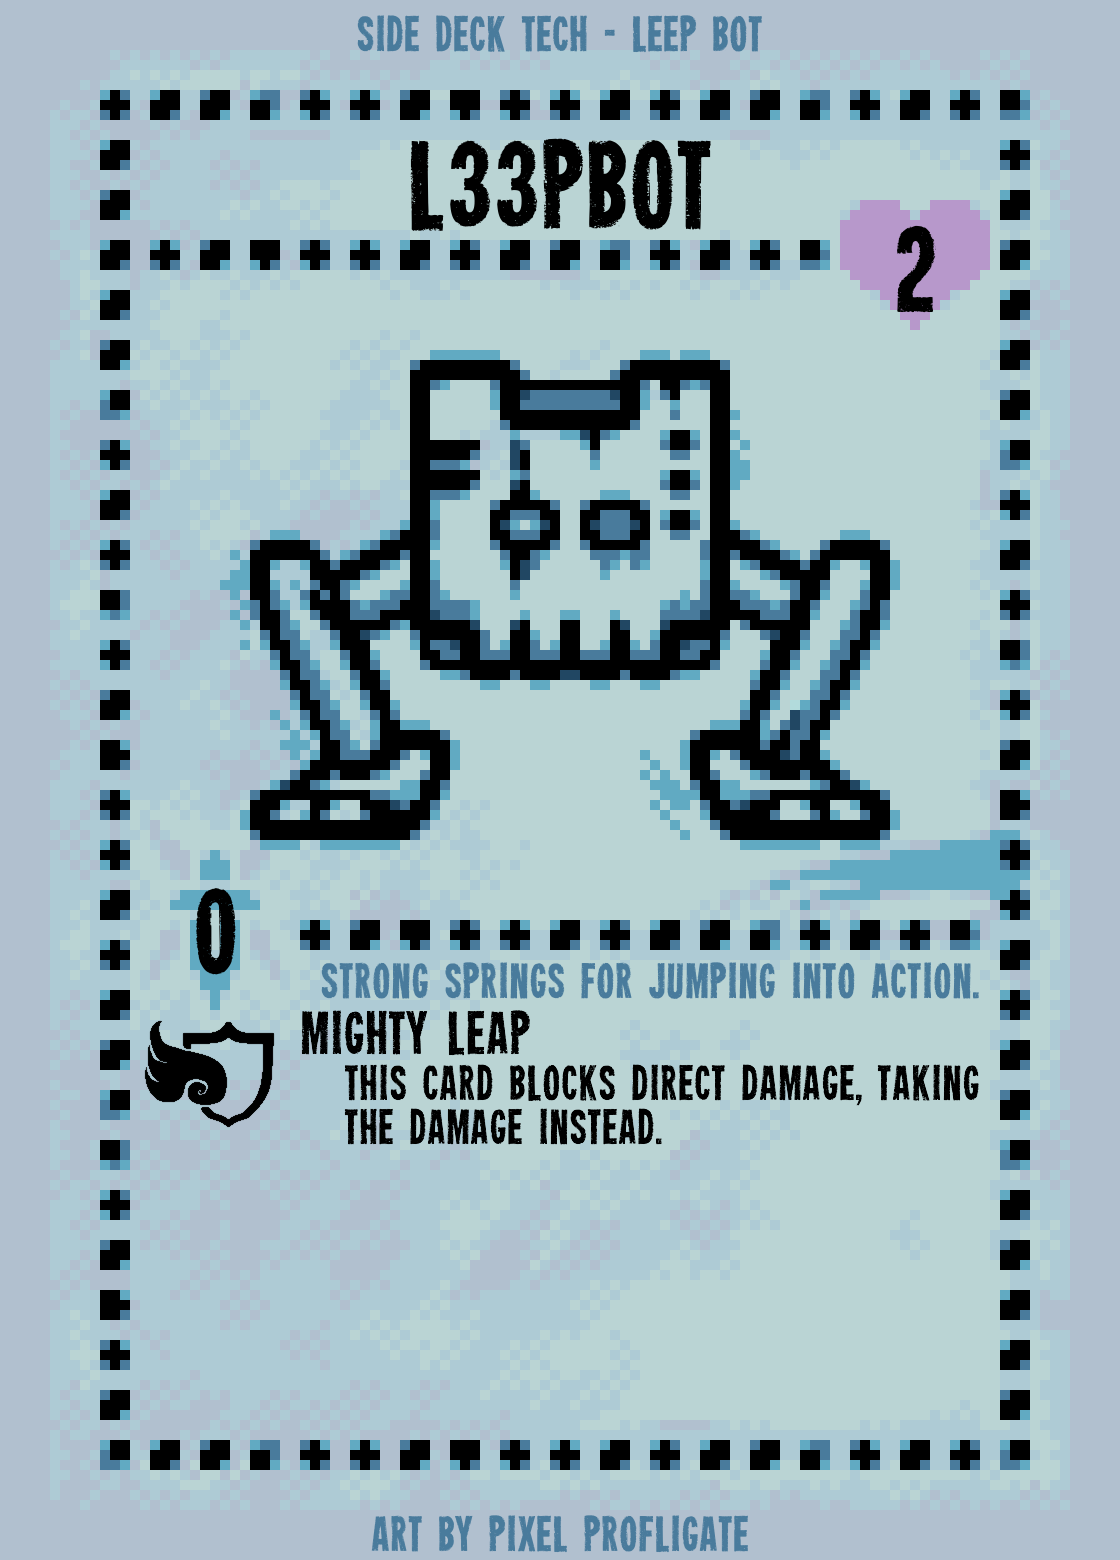 SIDE DECK TECH - LEEP BOT
L33PBOT
2
0
STRONG SPRINGS FOR JUMPING INTO ACTION.
MIGHTY LEAP
THIS CARD BLOCKS DIRECT DAMAGE, TAKING
THE DAMAGE INSTEAD.
ART BY PIXEL PROFLIGATE